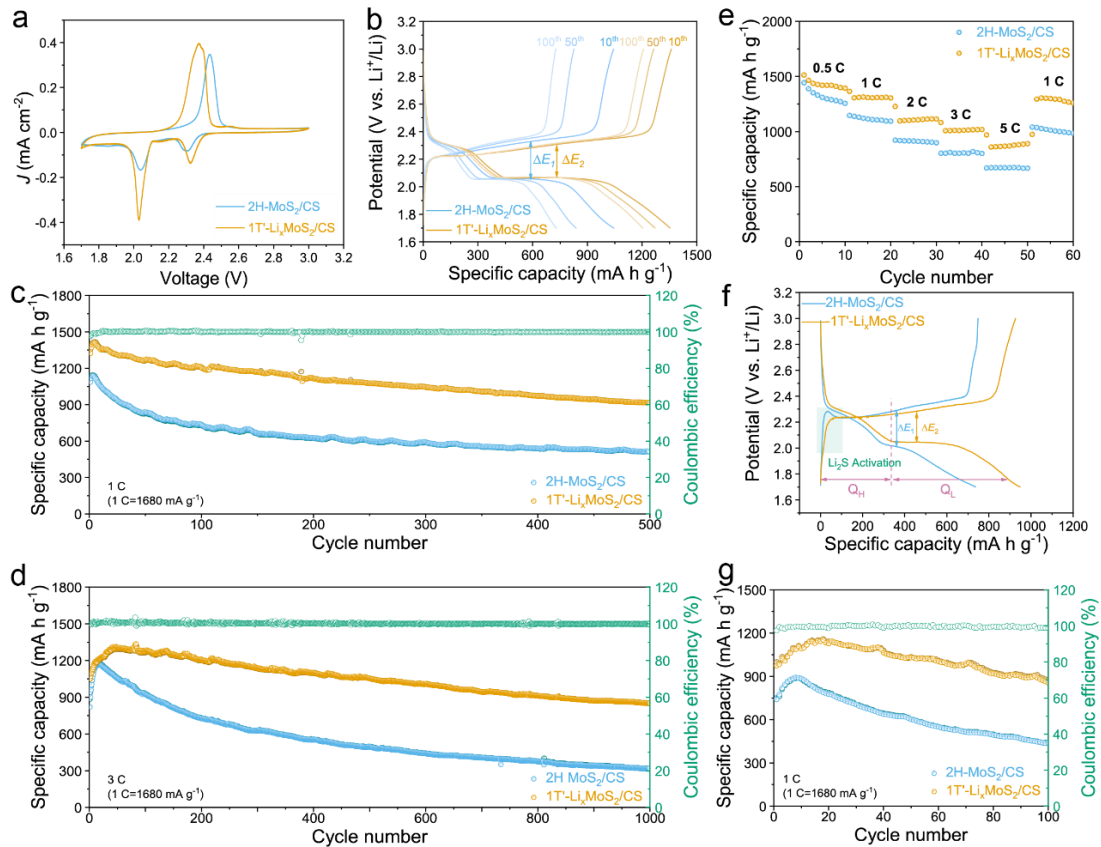 a
J (mA cm-2)
0.4
0.2
0.0
-0.2
-0.4
2H-MoS2/CS
1T'-LixMoS2/CS
1.6 1.8 2.0 2.2 2.4 2.6 2.8 3.0 3.2
Voltage (V)
b
Potential (V vs. Li+/Li)
3.2
3.0
2.8
2.6
2.4
2.2
2.0
1.8
1.6
100th 50th 10th 100th 50th 10th
ΔE1 ΔE2
2H-MoS2/CS
1T'-LixMoS2/CS
0 300 600 900 1200 1500
Specific capacity (mA h g-1)
e
Specific capacity (mA h g-1)
2000
1500
1000
500
0
2H-MoS2/CS
1T'-LixMoS2/CS
0.5 C
1 C
2 C
3 C
5 C
1 C
0 20 40 60
Cycle number
c
Specific capacity (mA h g-1)
1800
1500
1200
900
600
300
0
Coulombic efficiency (%)
120
100
80
60
40
20
0
1 C
(1 C=1680 mA g-1)
2H-MoS2/CS
1T'-LixMoS2/CS
0 100 200 300 400 500
Cycle number
f
Potential (V vs. Li+/Li)
3.2
3.0
2.8
2.6
2.4
2.2
2.0
1.8
1.6
2H-MoS2/CS
1T'-LixMoS2/CS
ΔE1 ΔE2
Li2S Activation
QH QL
0 200 400 600 800 1000 1200
Specific capacity (mA h g-1)
d
Specific capacity (mA h g-1)
1800
1500
1200
900
600
300
0
Coulombic efficiency (%)
120
100
80
60
40
20
0
3 C
(1 C=1680 mA g-1)
2H MoS2/CS
1T'-LixMoS2/CS
0 200 400 600 800 1000
Cycle number
g
Specific capacity (mA h g-1)
1500
1200
900
600
300
0
Coulombic efficiency (%)
120
100
80
60
40
20
0
1 C
(1 C=1680 mA g-1)
2H-MoS2/CS
1T'-LixMoS2/CS
0 20 40 60 80 100
Cycle number